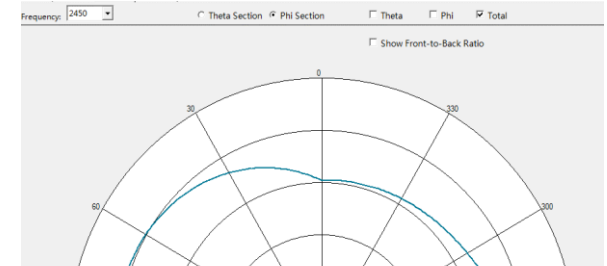 Frequency: 2450 Theta Section Phi Section Theta Phi Total
Show Front-to-Back Ratio
0
30 330
60 300